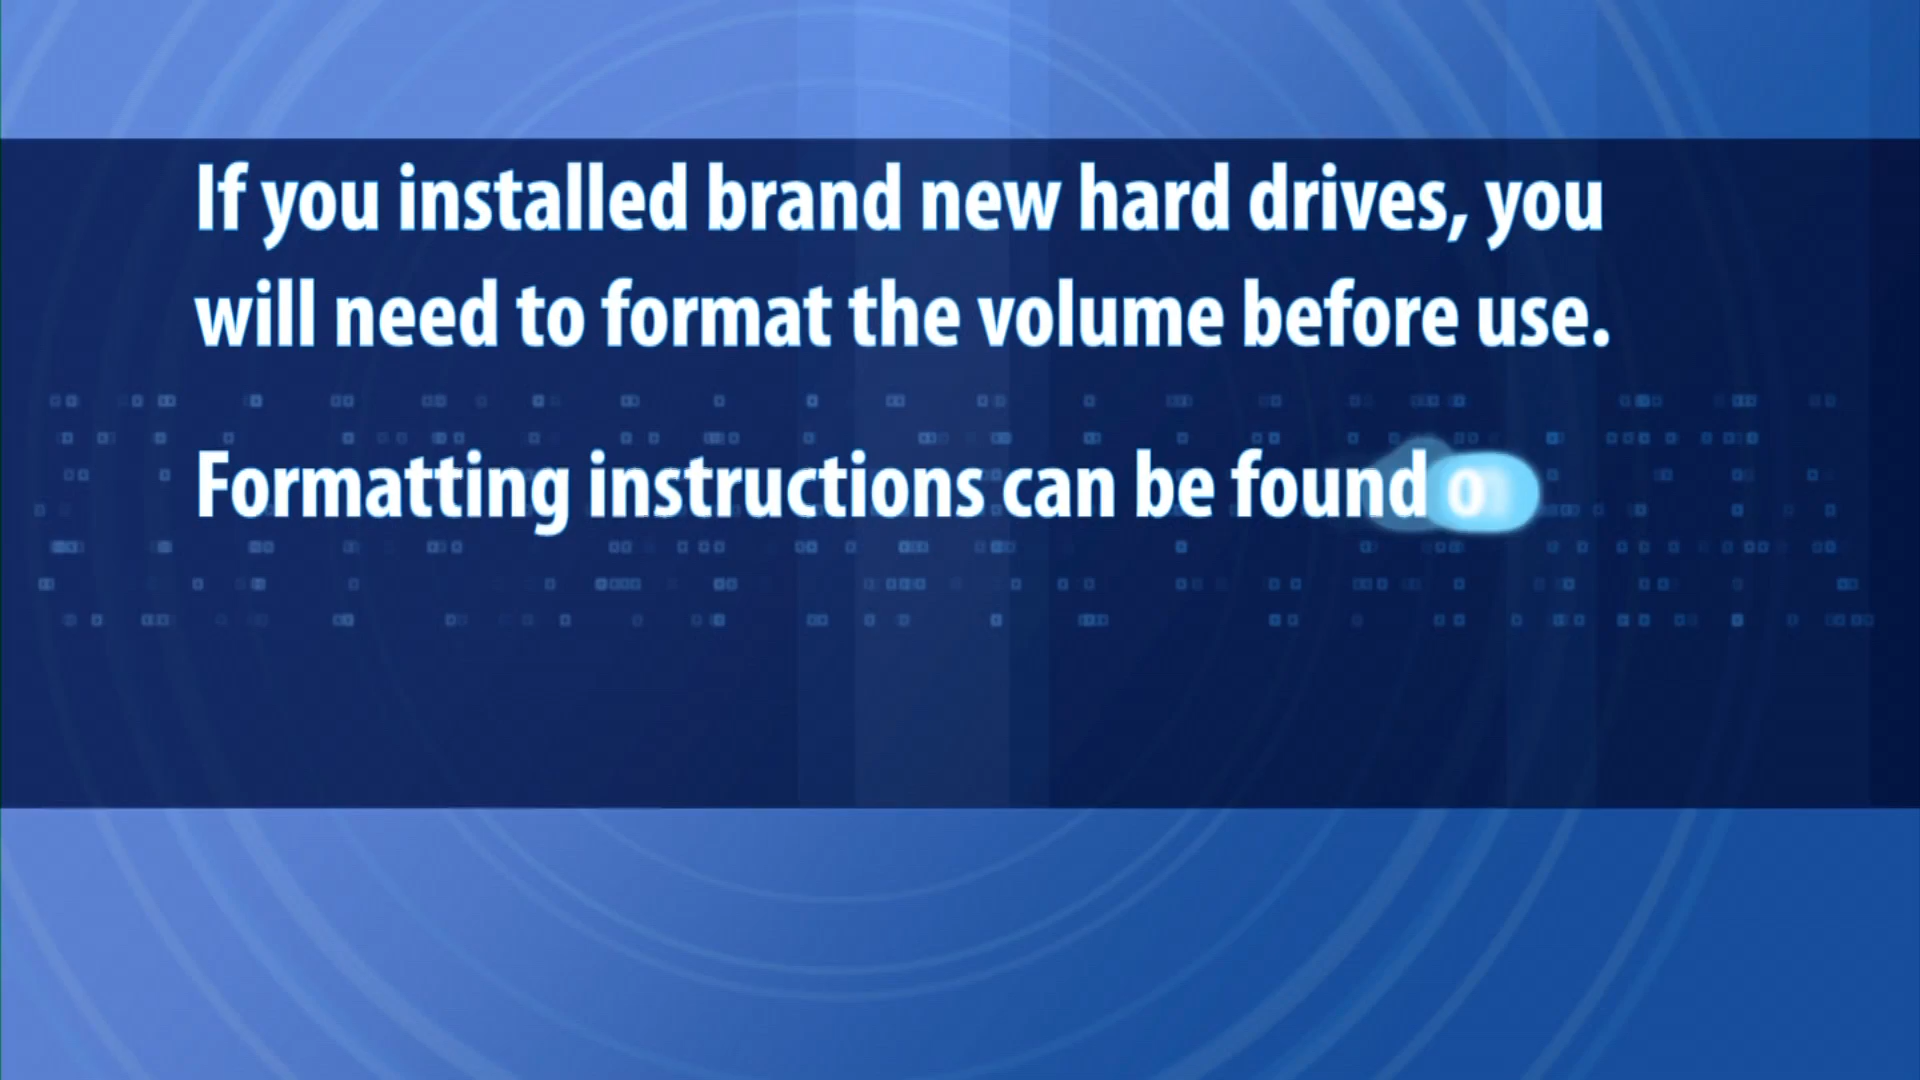 If you installed brand new hard drives, you
will need to format the volume before use.
Formatting instructions can be found